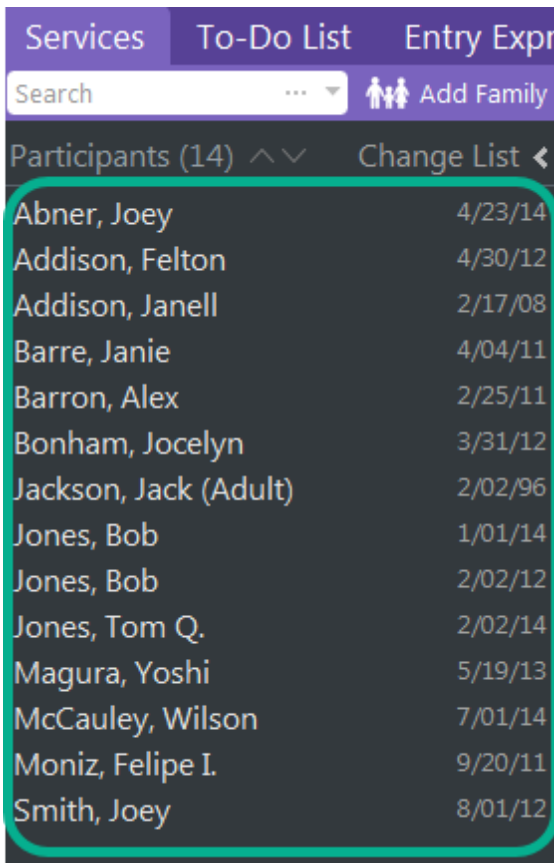 Services To-Do List Entry Expr
Search ... Add Family
Participants (14) Change List
Abner, Joey 4/23/14
Addison, Felton 4/30/12
Addison, Janell 2/17/08
Barre, Janie 4/04/11
Barron, Alex 2/25/11
Bonham, Jocelyn 3/31/12
Jackson, Jack (Adult) 2/02/96
Jones, Bob 1/01/14
Jones, Bob 2/02/12
Jones, Tom Q. 2/02/14
Magura, Yoshi 5/19/13
McCauley, Wilson 7/01/14
Moniz, Felipe I. 9/20/11
Smith, Joey 8/01/12